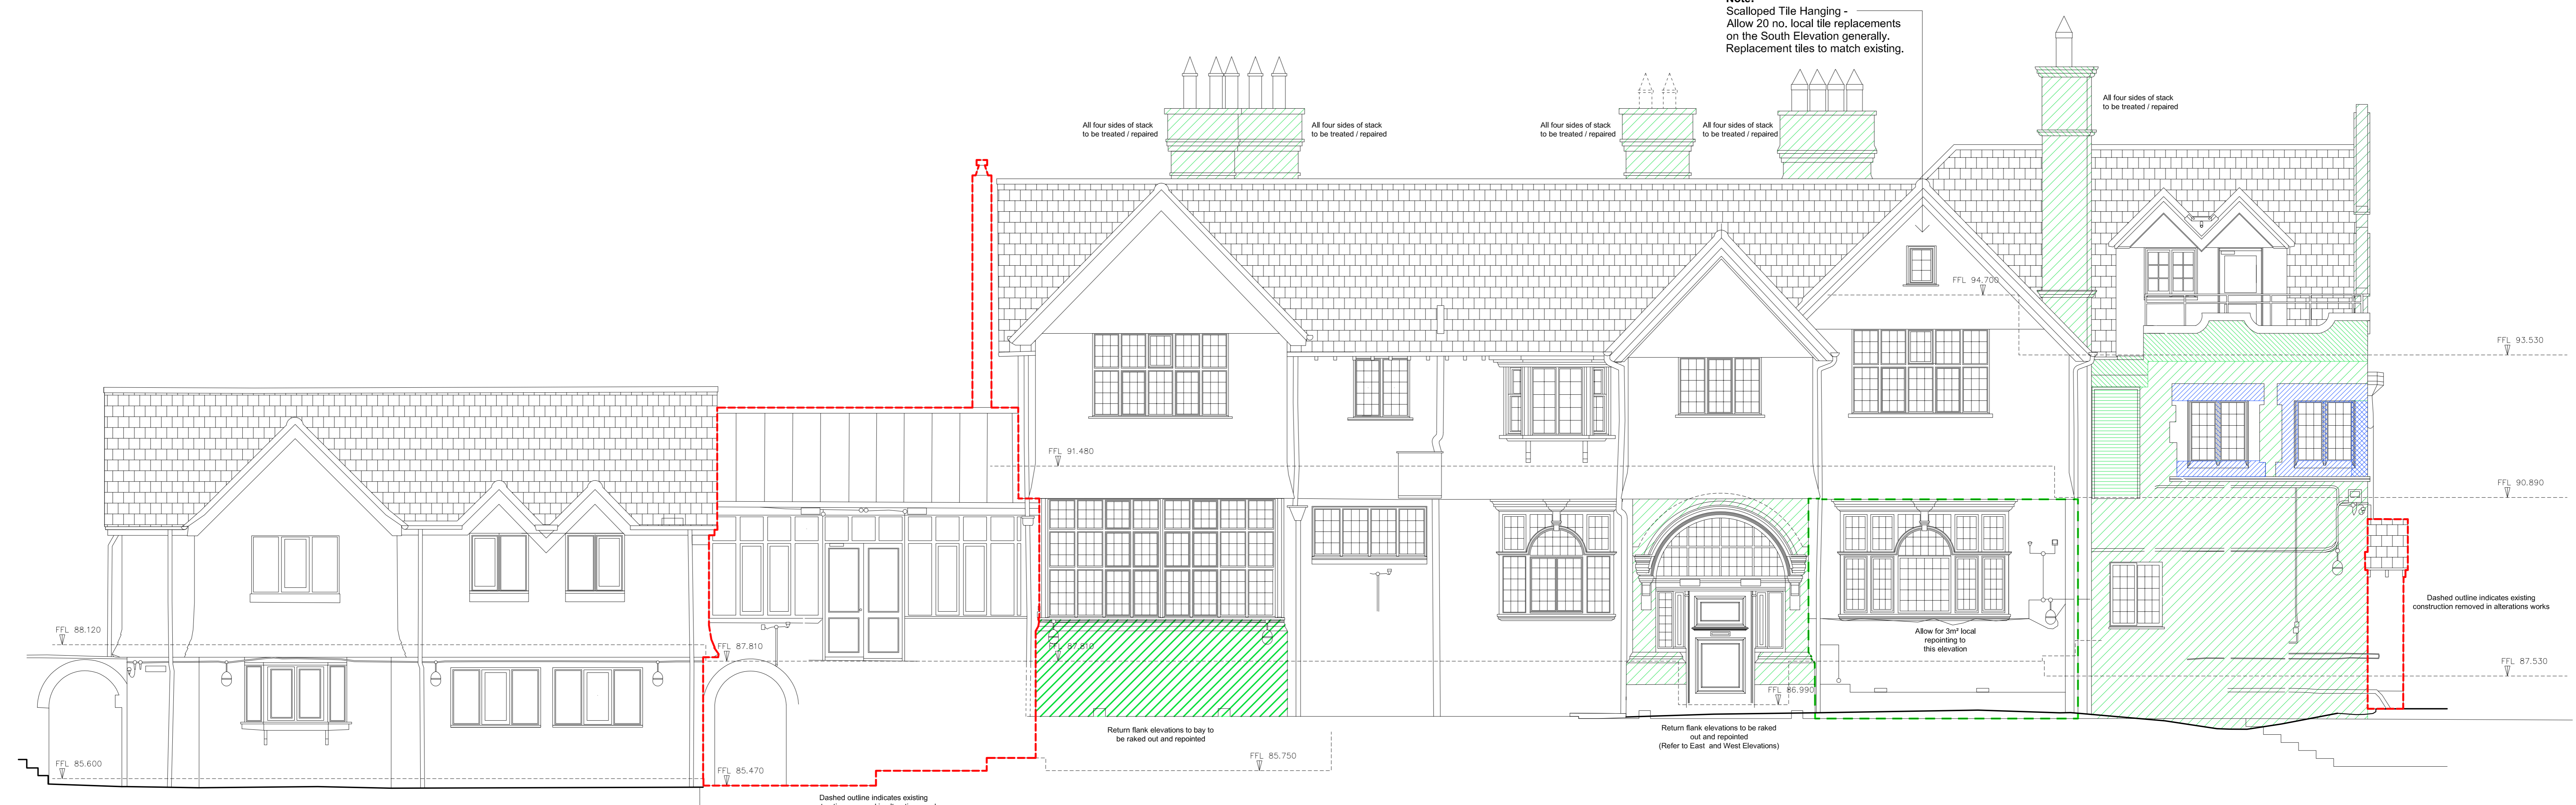 Note:
Scalloped Tile Hanging -
Allow 20 no. local tile replacements
on the South Elevation generally.
Replacement tiles to match existing.
All four sides of stack
to be treated / repaired
All four sides of stack
to be treated / repaired
All four sides of stack
to be treated / repaired
All four sides of stack
to be treated / repaired
All four sides of stack
to be treated / repaired
FFL 94.700
FFL 93.530
FFL 91.480
FFL 90.890
FFL 88.120
FFL 87.810
FFL 87.810
FFL 87.530
FFL 86.990
Allow for 3m² local
repointing to
this elevation
Dashed outline indicates existing
construction removed in alterations works
Return flank elevations to bay to
be raked out and repointed
Return flank elevations to be raked
out and repointed
(Refer to East and West Elevations)
FFL 85.750
FFL 85.600
FFL 85.470
Dashed outline indicates existing